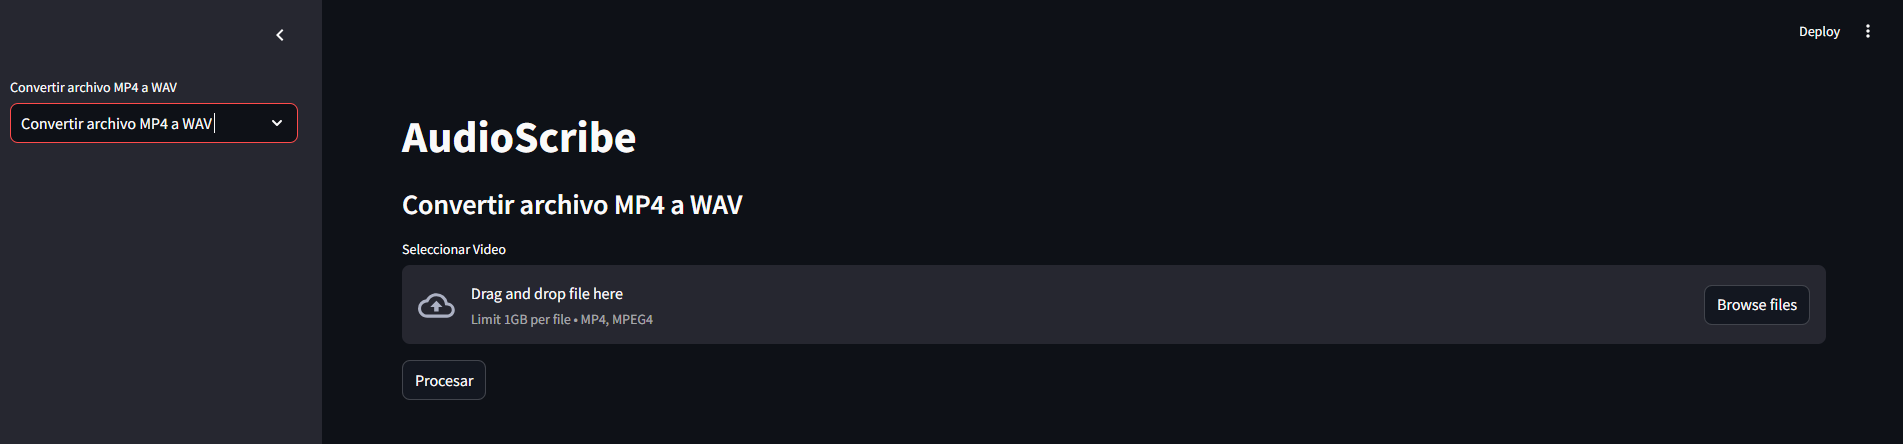 Deploy
Convertir archivo MP4 a WAV
Convertir archivo MP4 a WAV
AudioScribe
Convertir archivo MP4 a WAV
Seleccionar Video
Drag and drop file here
Limit 1GB per file • MP4, MPEG4
Browse files
Procesar